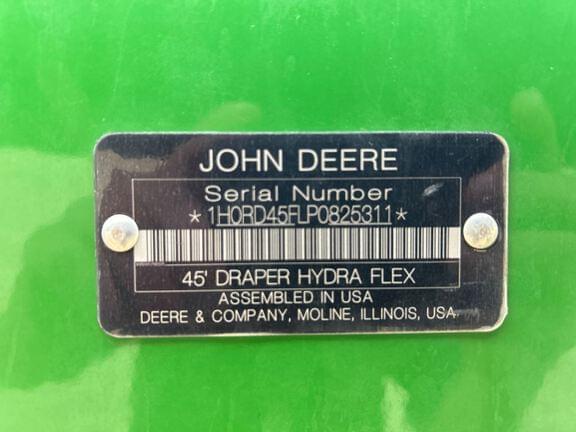 JOHN DEERE
Serial Number
*1H0RD45FLP0825311*
45' DRAPER HYDRA FLEX
ASSEMBLED IN USA
DEERE & COMPANY, MOLINE, ILLINOIS, USA